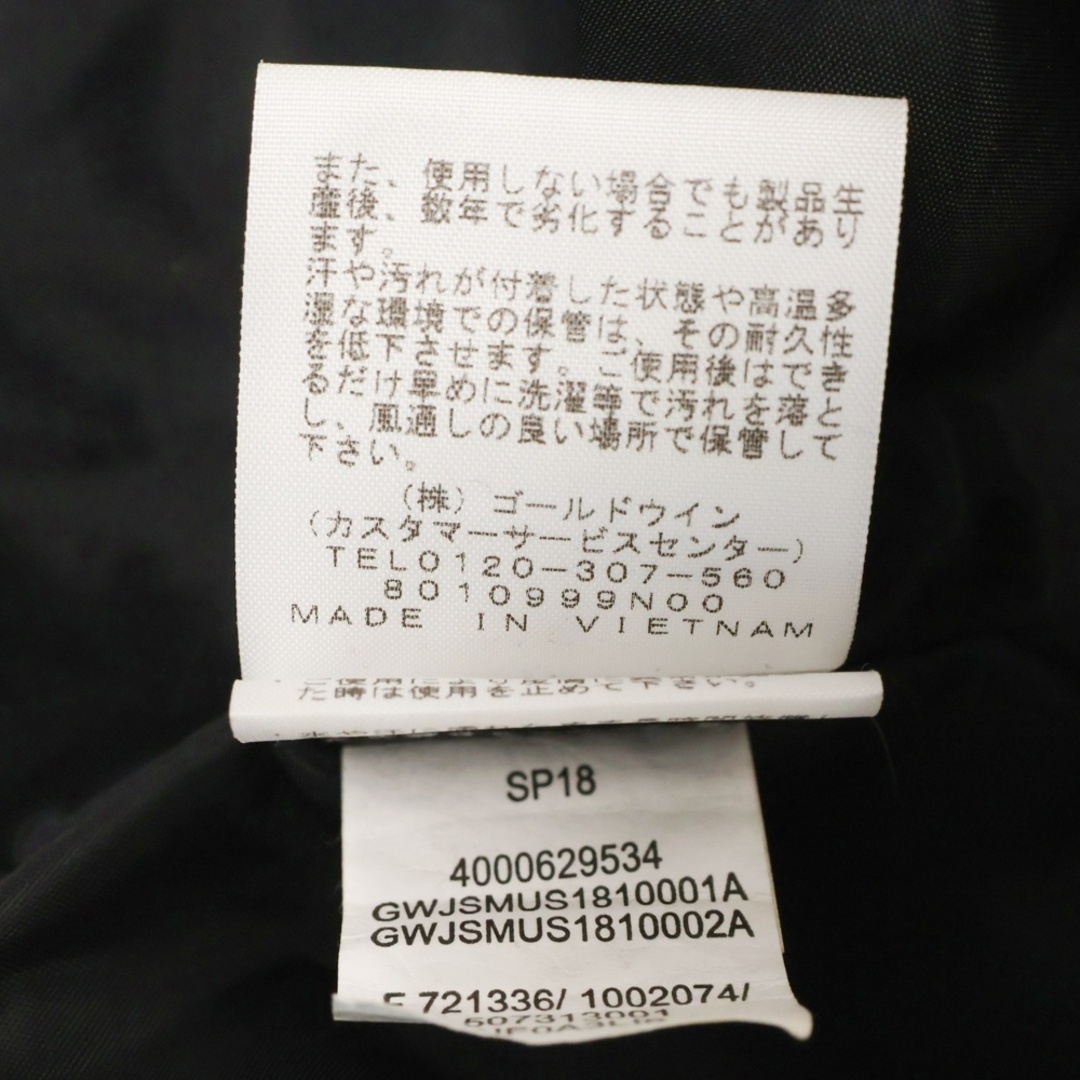 また、使用しない場合でも製品生
産後、数年で劣化することがあり
ます。
汗や汚れが付着した状態や高温多
湿な環境での保管は、その耐久性
を低下させます。ご使用後はできる
だけ早めに洗濯等で汚れを落と
し、風通しの良い場所で保管して
下さい。
(株) ゴールドウイン
(カスタマーサービスセンター)
TEL0120-307-560
8010999N00
MADE IN VIETNAM
た時は使用を止めて下さい。
SP18
4000629534
GWJSMUS1810001A
GWJSMUS1810002A
721336/ 1002074/
507313001